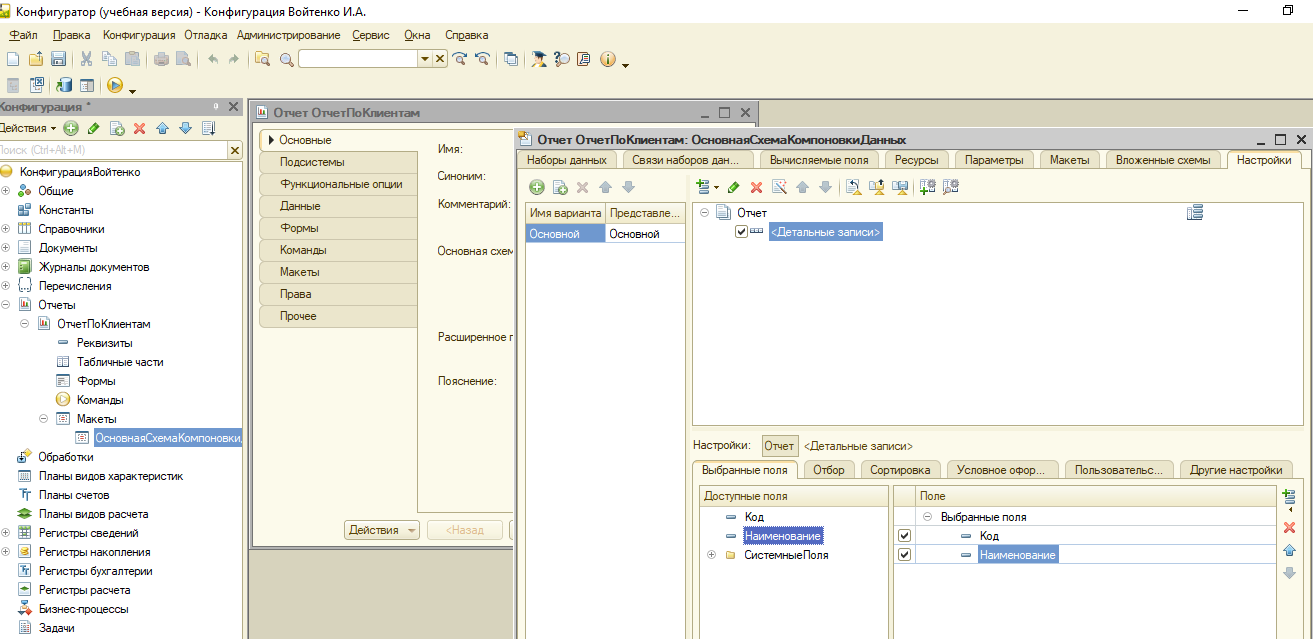 Конфигуратор (учебная версия) - Конфигурация Войтенко И.А.
Файл Правка Конфигурация Отладка Администрирование Сервис Окна Справка
Конфигурация *
Действия
Поиск (Ctrl+Alt+M)
КонфигурацияВойтенко
Общие
Константы
Справочники
Документы
Журналы документов
Перечисления
Отчеты
ОтчетПоКлиентам
Реквизиты
Табличные части
Формы
Команды
Макеты
ОсновнаяСхемаКомпоновки
Обработки
Планы видов характеристик
Планы счетов
Планы видов расчета
Регистры сведений
Регистры накопления
Регистры бухгалтерии
Регистры расчета
Бизнес-процессы
Задачи
Отчет ОтчетПоКлиентам
Основные
Подсистемы
Функциональные опции
Данные
Формы
Команды
Макеты
Права
Прочее
Имя:
Синоним:
Комментарий:
Основная схем
Расширенное п
Пояснение:
Действия <Назад
Отчет ОтчетПоКлиентам: ОсновнаяСхемаКомпоновкиДанных
Наборы данных Связи наборов дан... Вычисляемые поля Ресурсы Параметры Макеты Вложенные схемы Настройки
Имя варианта Представле...
Основной Основной
Отчет
<Детальные записи>
Настройки: Отчет <Детальные записи>
Выбранные поля Отбор Сортировка Условное офор... Пользовательс... Другие настройки
Доступные поля
Код
Наименование
СистемныеПоля
Поле
Выбранные поля
Код
Наименование